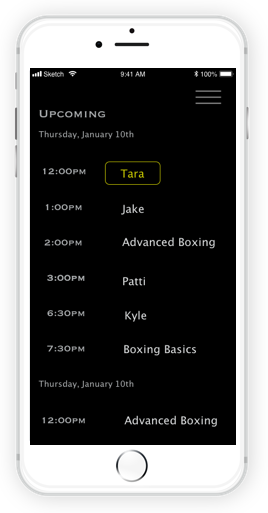 Sketch 9:41 AM 100%
Upcoming
Thursday, January 10th
12:00PM Tara
1:00PM Jake
2:00PM Advanced Boxing
3:00PM Patti
6:30PM Kyle
7:30PM Boxing Basics
Thursday, January 10th
12:00PM Advanced Boxing